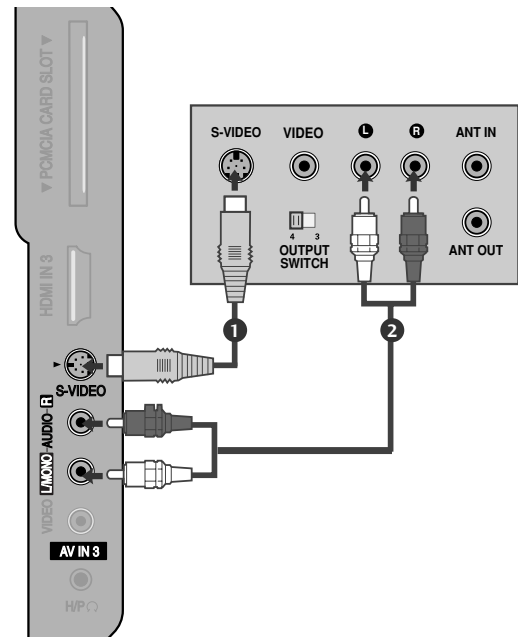 ▼ PCMCIA CARD SLOT ▼
HDMI IN 3
S-VIDEO
L/MONO-AUDIO-R
VIDEO
AV IN 3
H/P
S-VIDEO
VIDEO
L
R
ANT IN
4
3
OUTPUT
SWITCH
ANT OUT
1
2